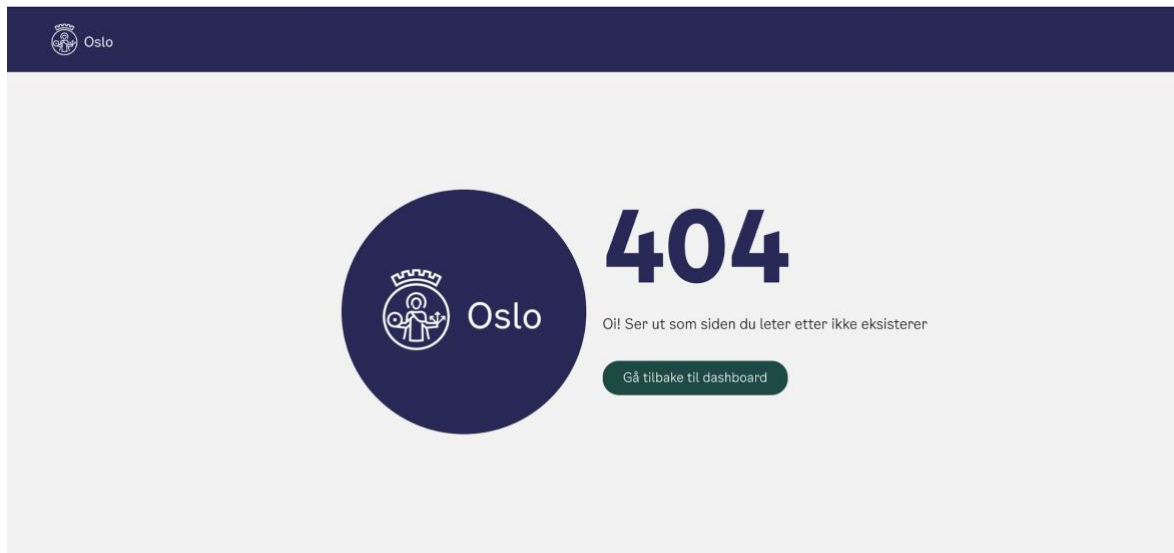 Oslo
Oslo
404
Oi! Ser ut som siden du leter etter ikke eksisterer
Gå tilbake til dashboard